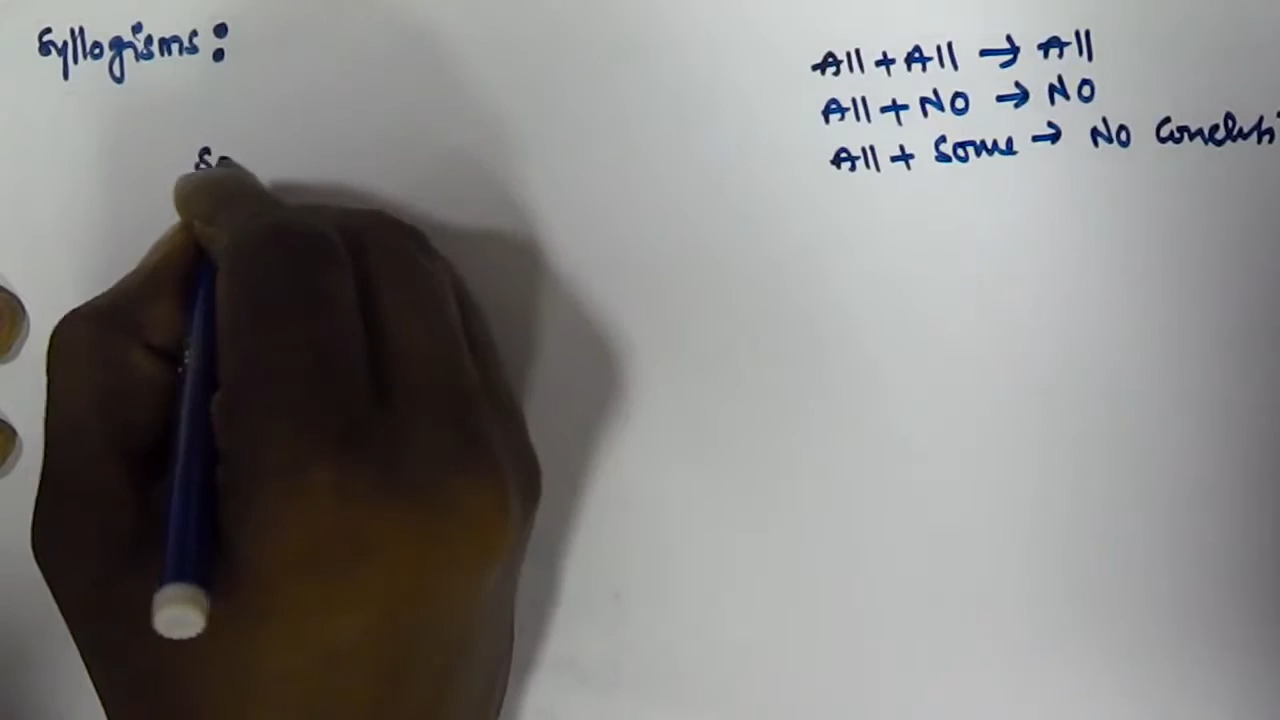 Syllogisms:
All + All → All
All + No → No
All + Some → No